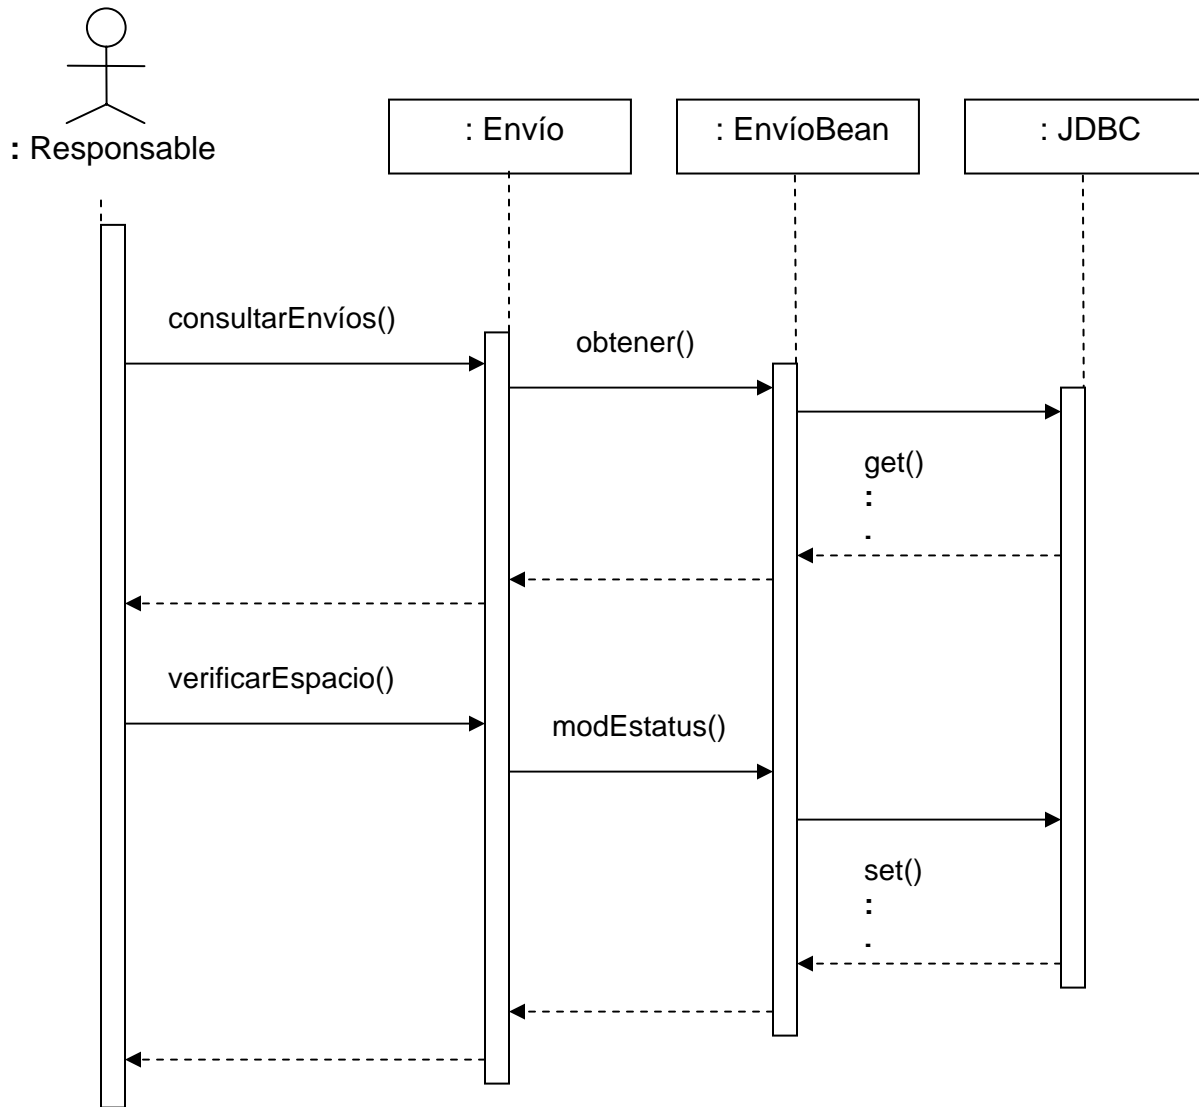 : Responsable
: Envío
: EnvíoBean
: JDBC
consultarEnvíos()
obtener()
get()
:
.
verificarEspacio()
modEstatus()
set()
:
.